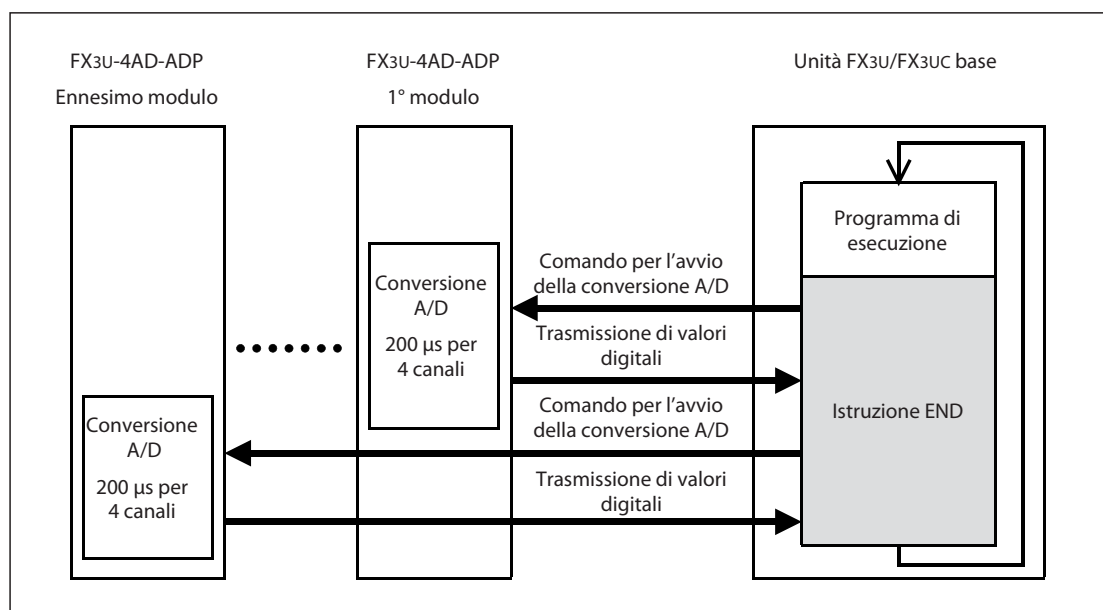 FX3U-4AD-ADP
Ennesimo modulo
FX3U-4AD-ADP
1° modulo
Unità FX3U/FX3UC base
Programma di
esecuzione
Comando per l'avvio
della conversione A/D
Conversione
A/D
200 µs per
4 canali
Trasmissione di valori
digitali
Istruzione END
Comando per l'avvio
della conversione A/D
Conversione
A/D
200 µs per
4 canali
Trasmissione di valori
digitali